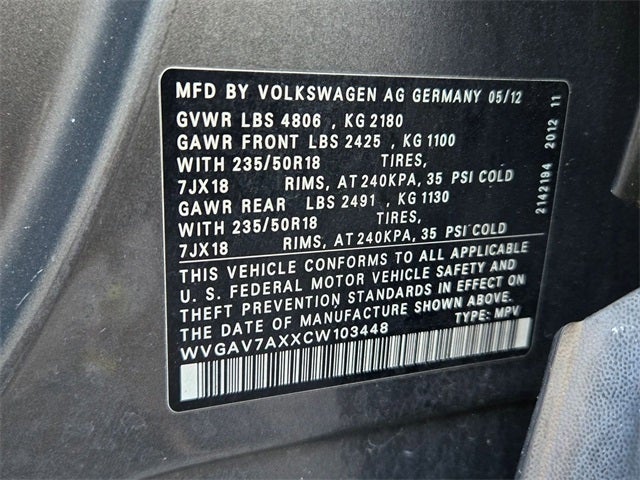 MFD BY VOLKSWAGEN AG GERMANY 05/12
GVWR LBS 4806 , KG 2180
GAWR FRONT LBS 2425 , KG 1100
WITH 235/50R18 TIRES,
7JX18 RIMS, AT 240KPA, 35 PSI COLD
GAWR REAR LBS 2491 , KG 1130
WITH 235/50R18 TIRES,
7JX18 RIMS, AT 240KPA, 35 PSI COLD
THIS VEHICLE CONFORMS TO ALL APPLICABLE
U. S. FEDERAL MOTOR VEHICLE SAFETY AND
THEFT PREVENTION STANDARDS IN EFFECT ON
THE DATE OF MANUFACTURE SHOWN ABOVE.
WVGAV7AXXCW103448 TYPE: MPV
2142194 2012 11